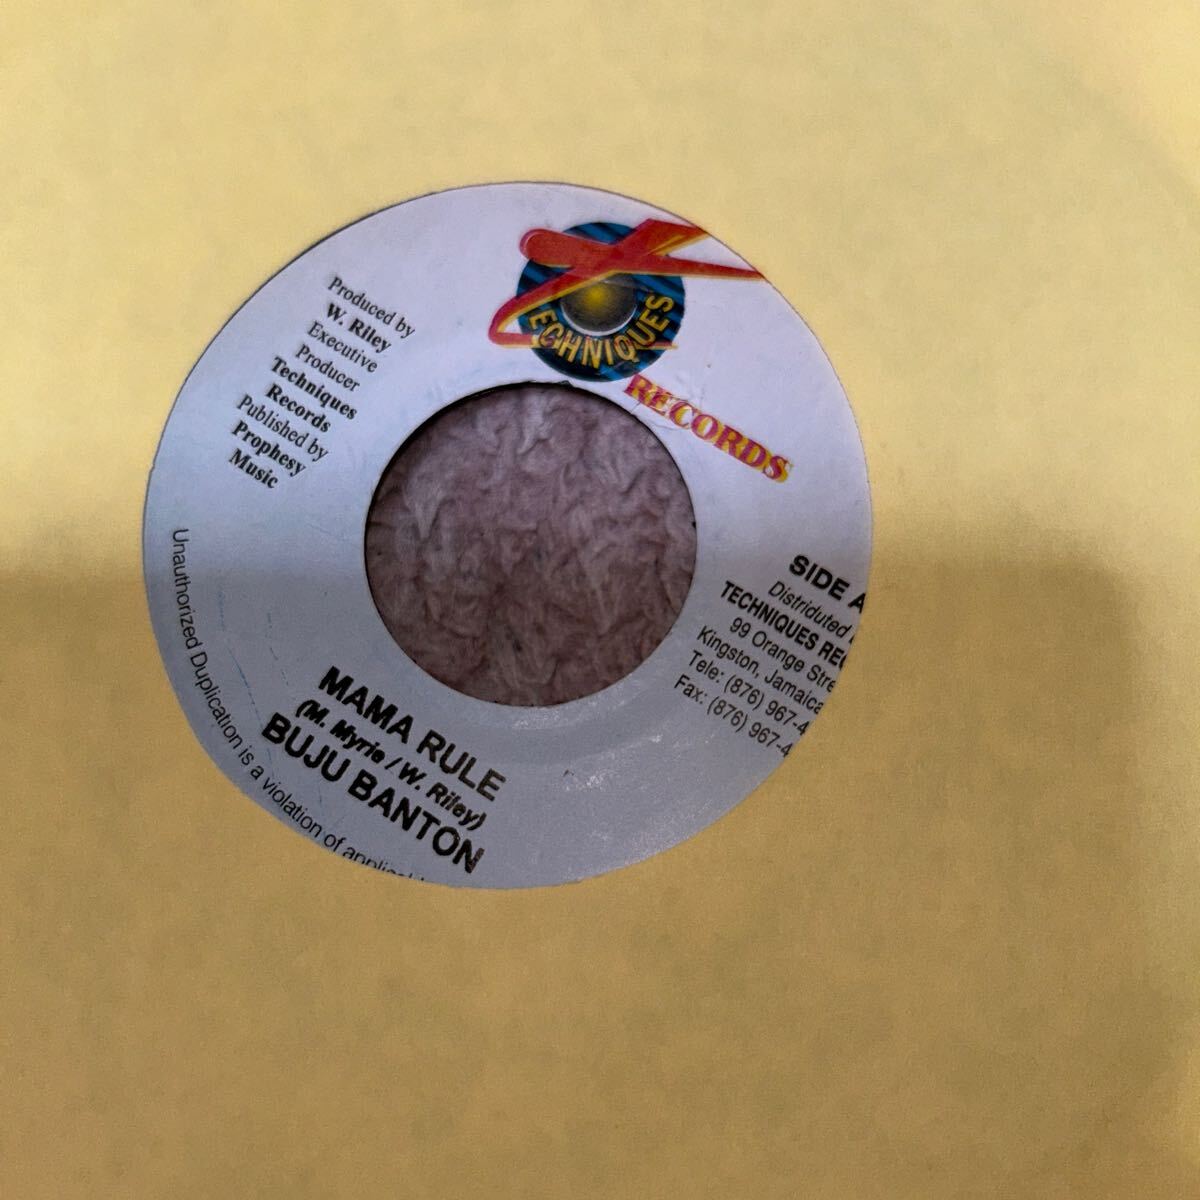 TECHNIQUES
RECORDS
Produced by
W. Riley
Executive
Producer
Techniques
Records
Published by
Prophesy
Music
SIDE A
Distriduted
TECHNIQUES REC
99 Orange Stre
Kingston, Jamaica
Tele: (876) 967-4
Fax: (876) 967-4
MAMA RULE
(M. Myrie / W. Riley)
BUJU BANTON
Unauthorized Duplication is a violation of applicabl